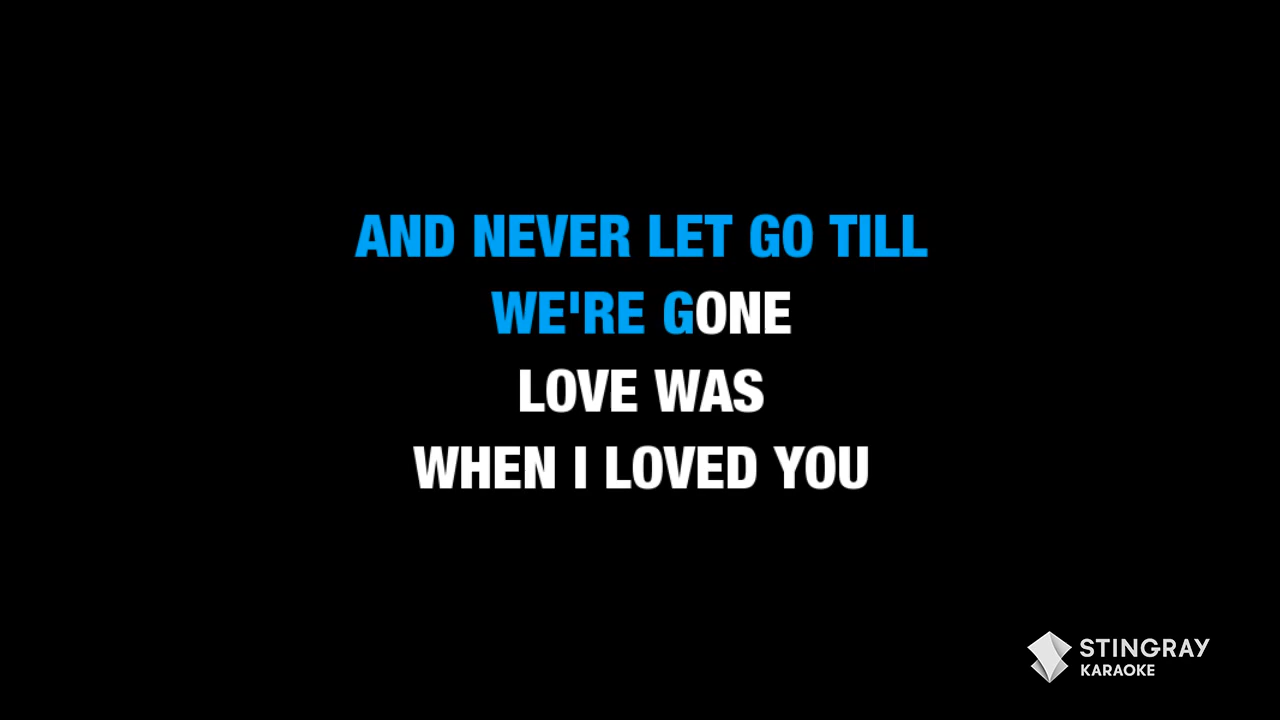 AND NEVER LET GO TILL
WE'RE GONE
LOVE WAS
WHEN I LOVED YOU
STINGRAY
KARAOKE